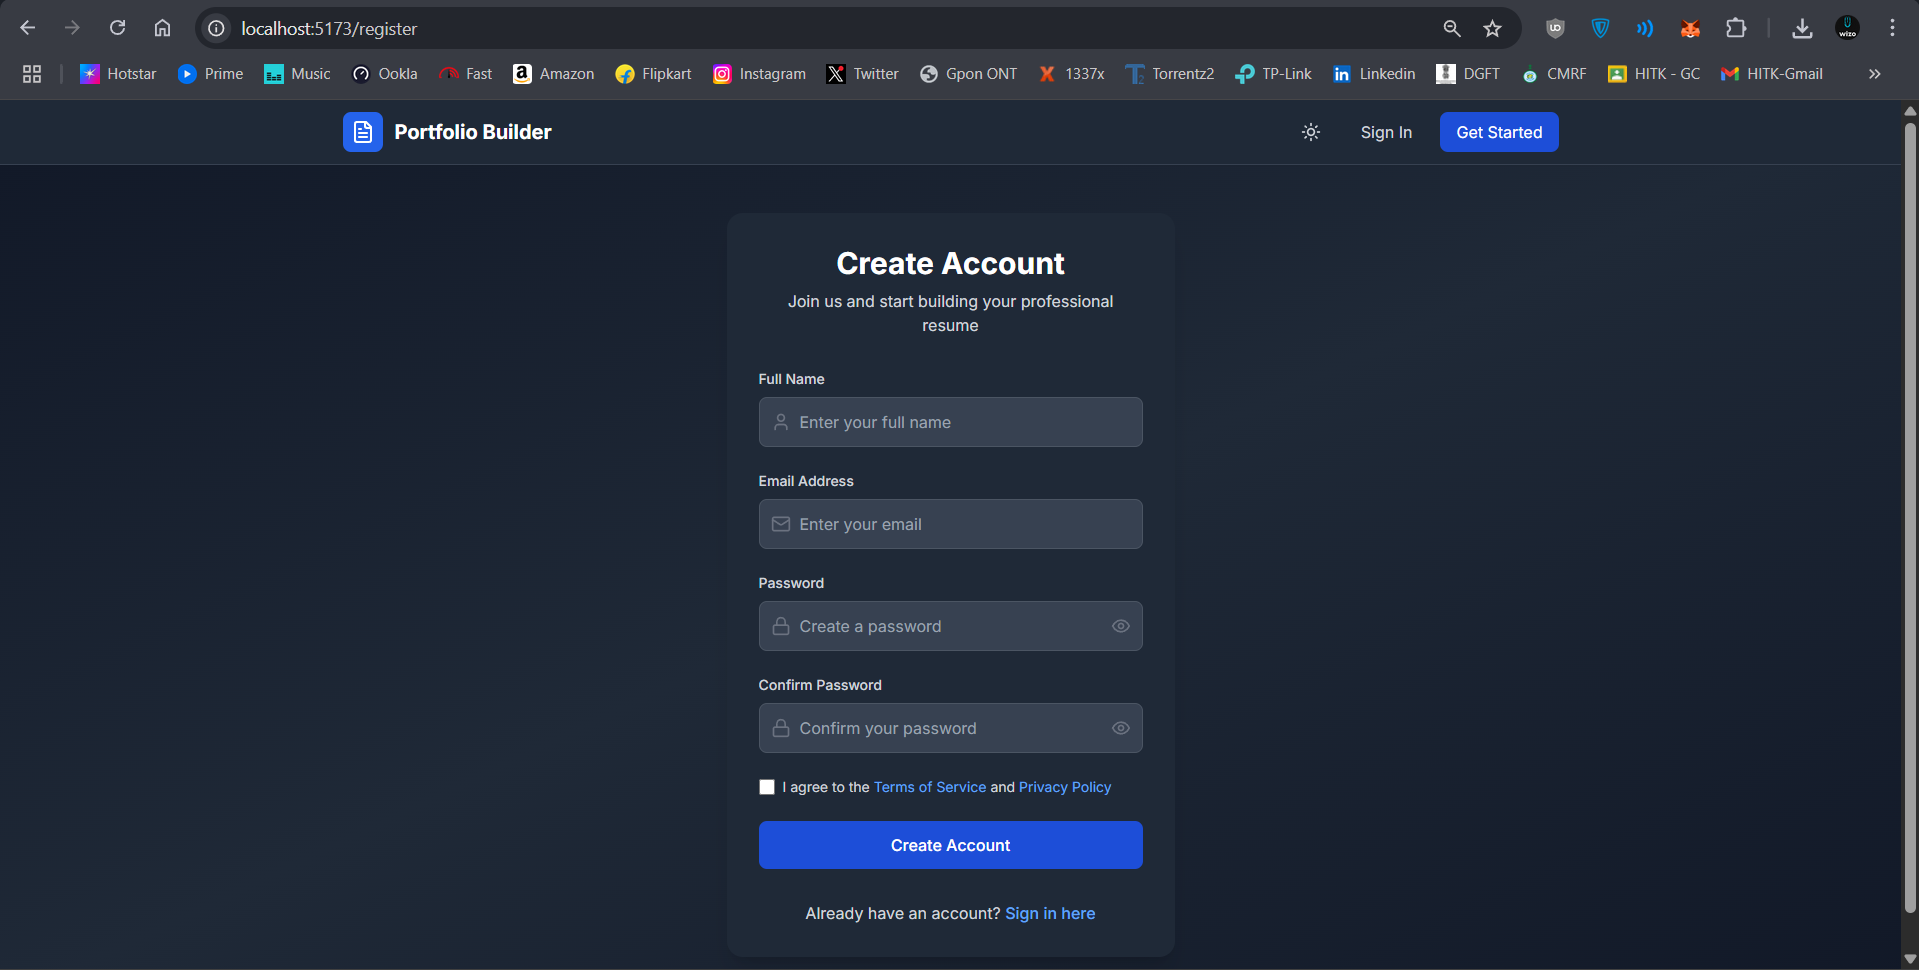 localhost:5173/register
Hotstar Prime Music Ookla Fast Amazon Flipkart Instagram Twitter Gpon ONT 1337x Torrentz2 TP-Link Linkedin DGFT CMRF HITK - GC HITK-Gmail
Portfolio Builder Sign In Get Started
Create Account
Join us and start building your professional
resume
Full Name
Enter your full name
Email Address
Enter your email
Password
Create a password
Confirm Password
Confirm your password
I agree to the Terms of Service and Privacy Policy
Create Account
Already have an account? Sign in here